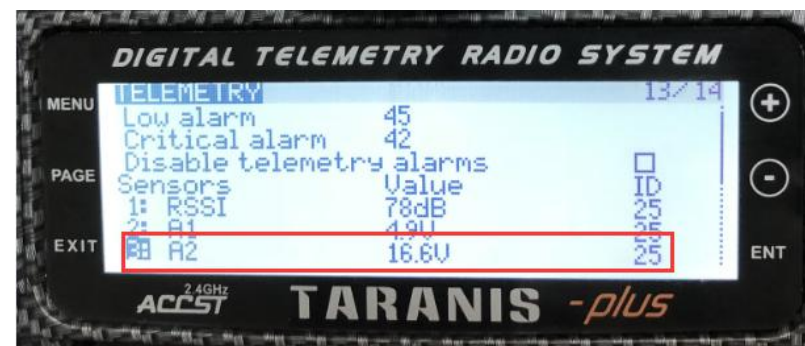 DIGITAL TELEMETRY RADIO SYSTEM
MENU
PAGE
EXIT
TELEMETRY 13/14
Low alarm 45
Critical alarm 42
Disable telemetry alarms
Sensors Value ID
1: RSSI 78dB 25
2: A1 4.9V 25
A2 16.6V 25
+
-
ENT
ACCST 2.4GHz TARANIS -plus